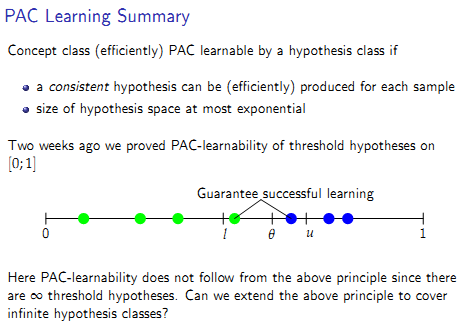 PAC Learning Summary
Concept class (efficiently) PAC learnable by a hypothesis class if
a consistent hypothesis can be (efficiently) produced for each sample
size of hypothesis space at most exponential
Two weeks ago we proved PAC-learnability of threshold hypotheses on
[0; 1]
Guarantee successful learning
0 l θ u 1
Here PAC-learnability does not follow from the above principle since there
are ∞ threshold hypotheses. Can we extend the above principle to cover
infinite hypothesis classes?